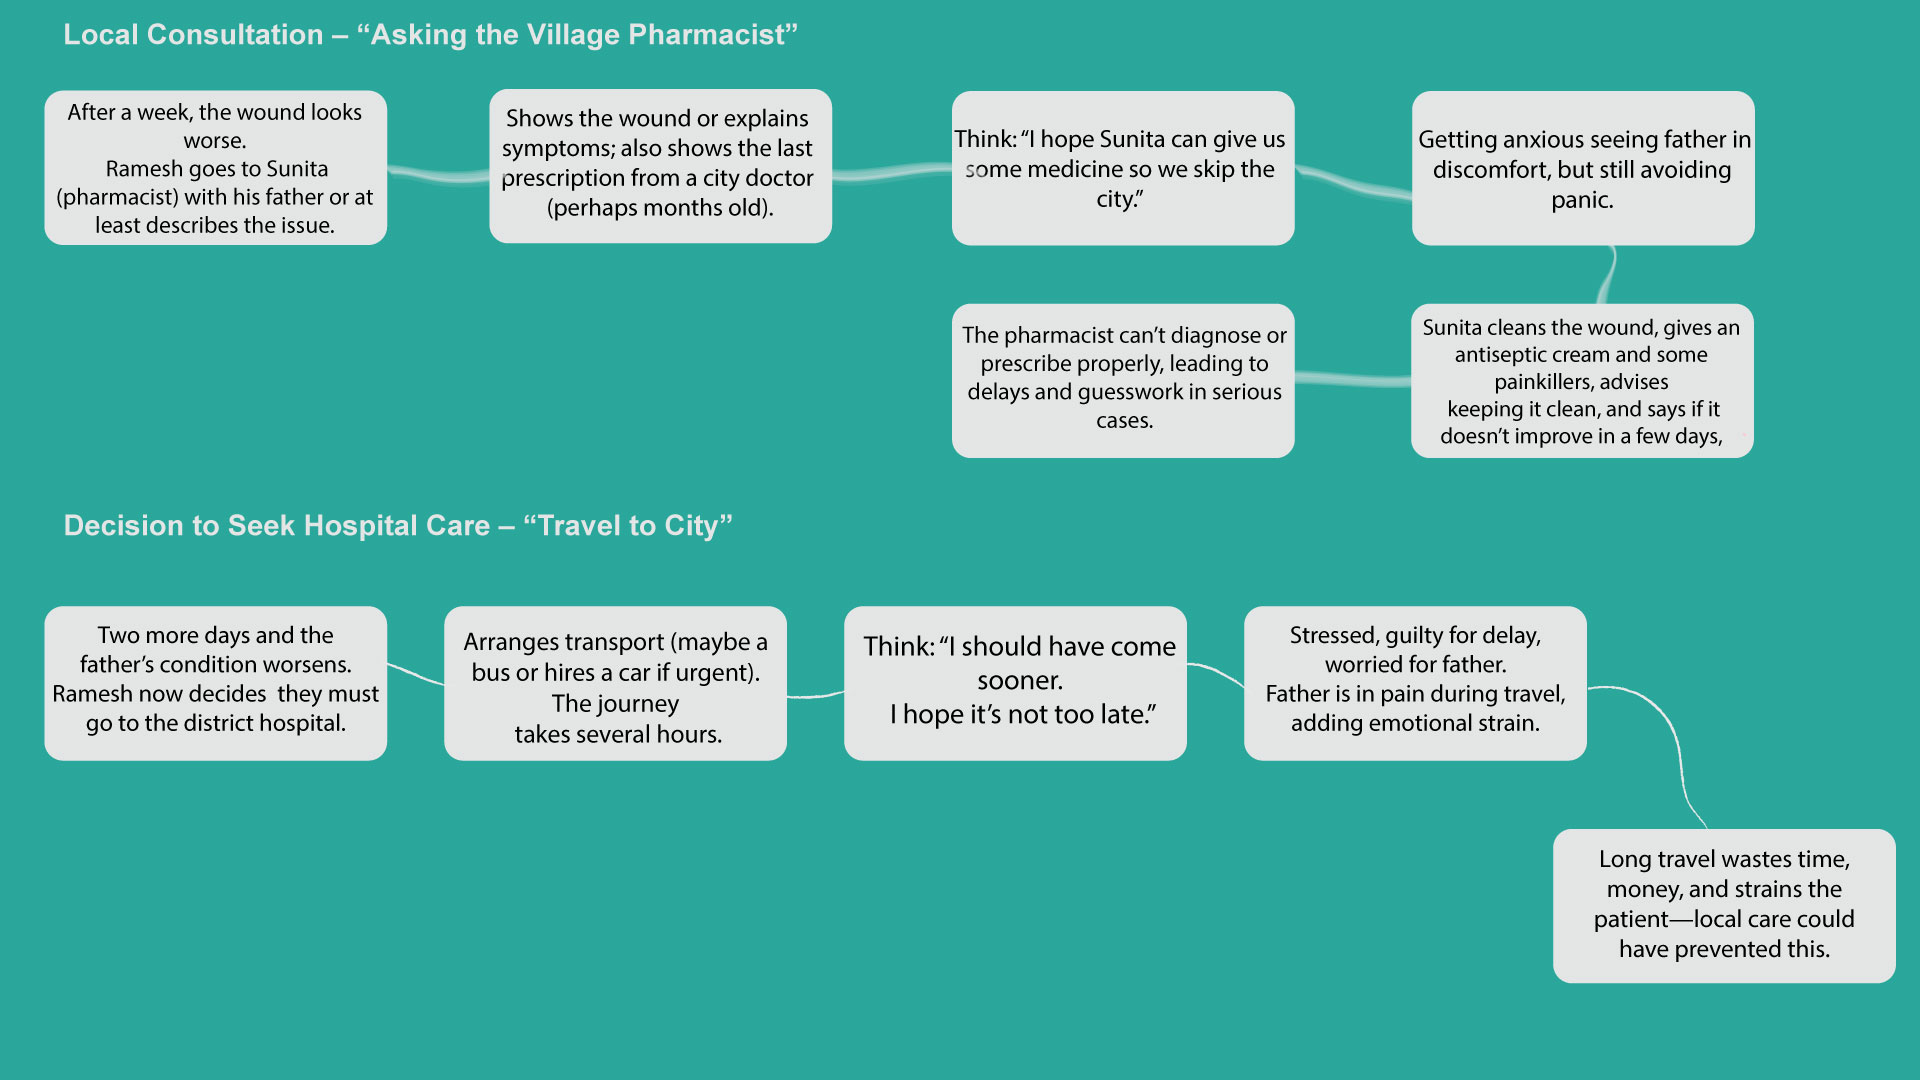 Local Consultation – “Asking the Village Pharmacist”
After a week, the wound looks
worse.
Ramesh goes to Sunita
(pharmacist) with his father or at
least describes the issue.
Shows the wound or explains
symptoms; also shows the last
prescription from a city doctor
(perhaps months old).
Think: “I hope Sunita can give us
some medicine so we skip the
city.”
Getting anxious seeing father in
discomfort, but still avoiding
panic.
Sunita cleans the wound, gives an
antiseptic cream and some
painkillers, advises
keeping it clean, and says if it
doesn’t improve in a few days,
The pharmacist can’t diagnose or
prescribe properly, leading to
delays and guesswork in serious
cases.
Decision to Seek Hospital Care – “Travel to City”
Two more days and the
father’s condition worsens.
Ramesh now decides  they must
go to the district hospital.
Arranges transport (maybe a
bus or hires a car if urgent).
The journey
takes several hours.
Think: “I should have come
sooner.
I hope it’s not too late.”
Stressed, guilty for delay,
worried for father.
Father is in pain during travel,
adding emotional strain.
Long travel wastes time,
money, and strains the
patient—local care could
have prevented this.